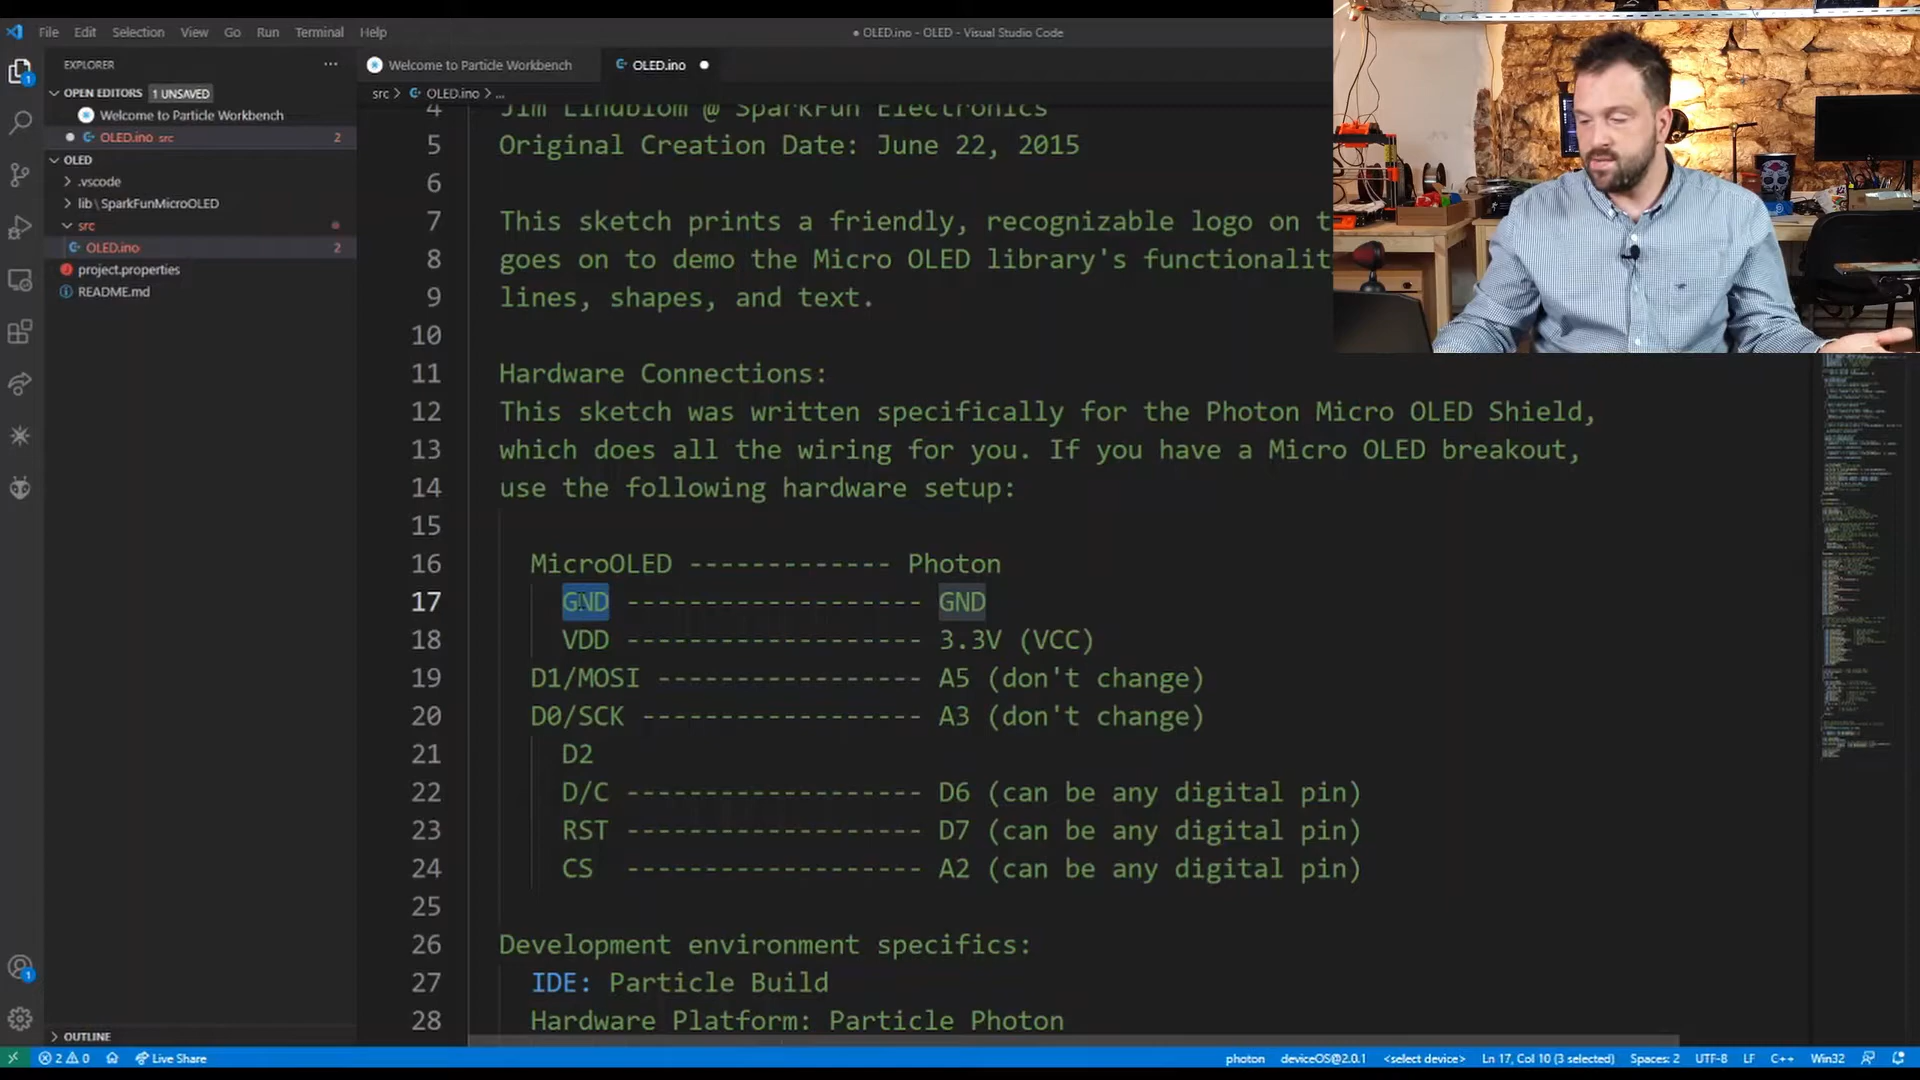 File Edit Selection View Go Run Terminal Help
● OLED.ino - OLED - Visual Studio Code
EXPLORER ...
OPEN EDITORS 1 UNSAVED
Welcome to Particle Workbench
OLED.ino src 2
OLED
.vscode
lib\SparkFunMicroOLED
src
OLED.ino 2
project.properties
README.md
OUTLINE
Welcome to Particle Workbench
OLED.ino
src > OLED.ino > ...
4 Jim Lindblom @ SparkFun Electronics
5 Original Creation Date: June 22, 2015
6
7 This sketch prints a friendly, recognizable logo on t
8 goes on to demo the Micro OLED library's functionalit
9 lines, shapes, and text.
10
11 Hardware Connections:
12 This sketch was written specifically for the Photon Micro OLED Shield,
13 which does all the wiring for you. If you have a Micro OLED breakout,
14 use the following hardware setup:
15
16 MicroOLED ------------- Photon
17 GND ------------------- GND
18 VDD ------------------- 3.3V (VCC)
19 D1/MOSI ----------------- A5 (don't change)
20 D0/SCK ------------------ A3 (don't change)
21 D2
22 D/C ------------------- D6 (can be any digital pin)
23 RST ------------------- D7 (can be any digital pin)
24 CS ------------------- A2 (can be any digital pin)
25
26 Development environment specifics:
27 IDE: Particle Build
28 Hardware Platform: Particle Photon
2 0 Live Share
photon deviceOS@2.0.1 <select device> Ln 17, Col 10 (3 selected) Spaces: 2 UTF-8 LF C++ Win32